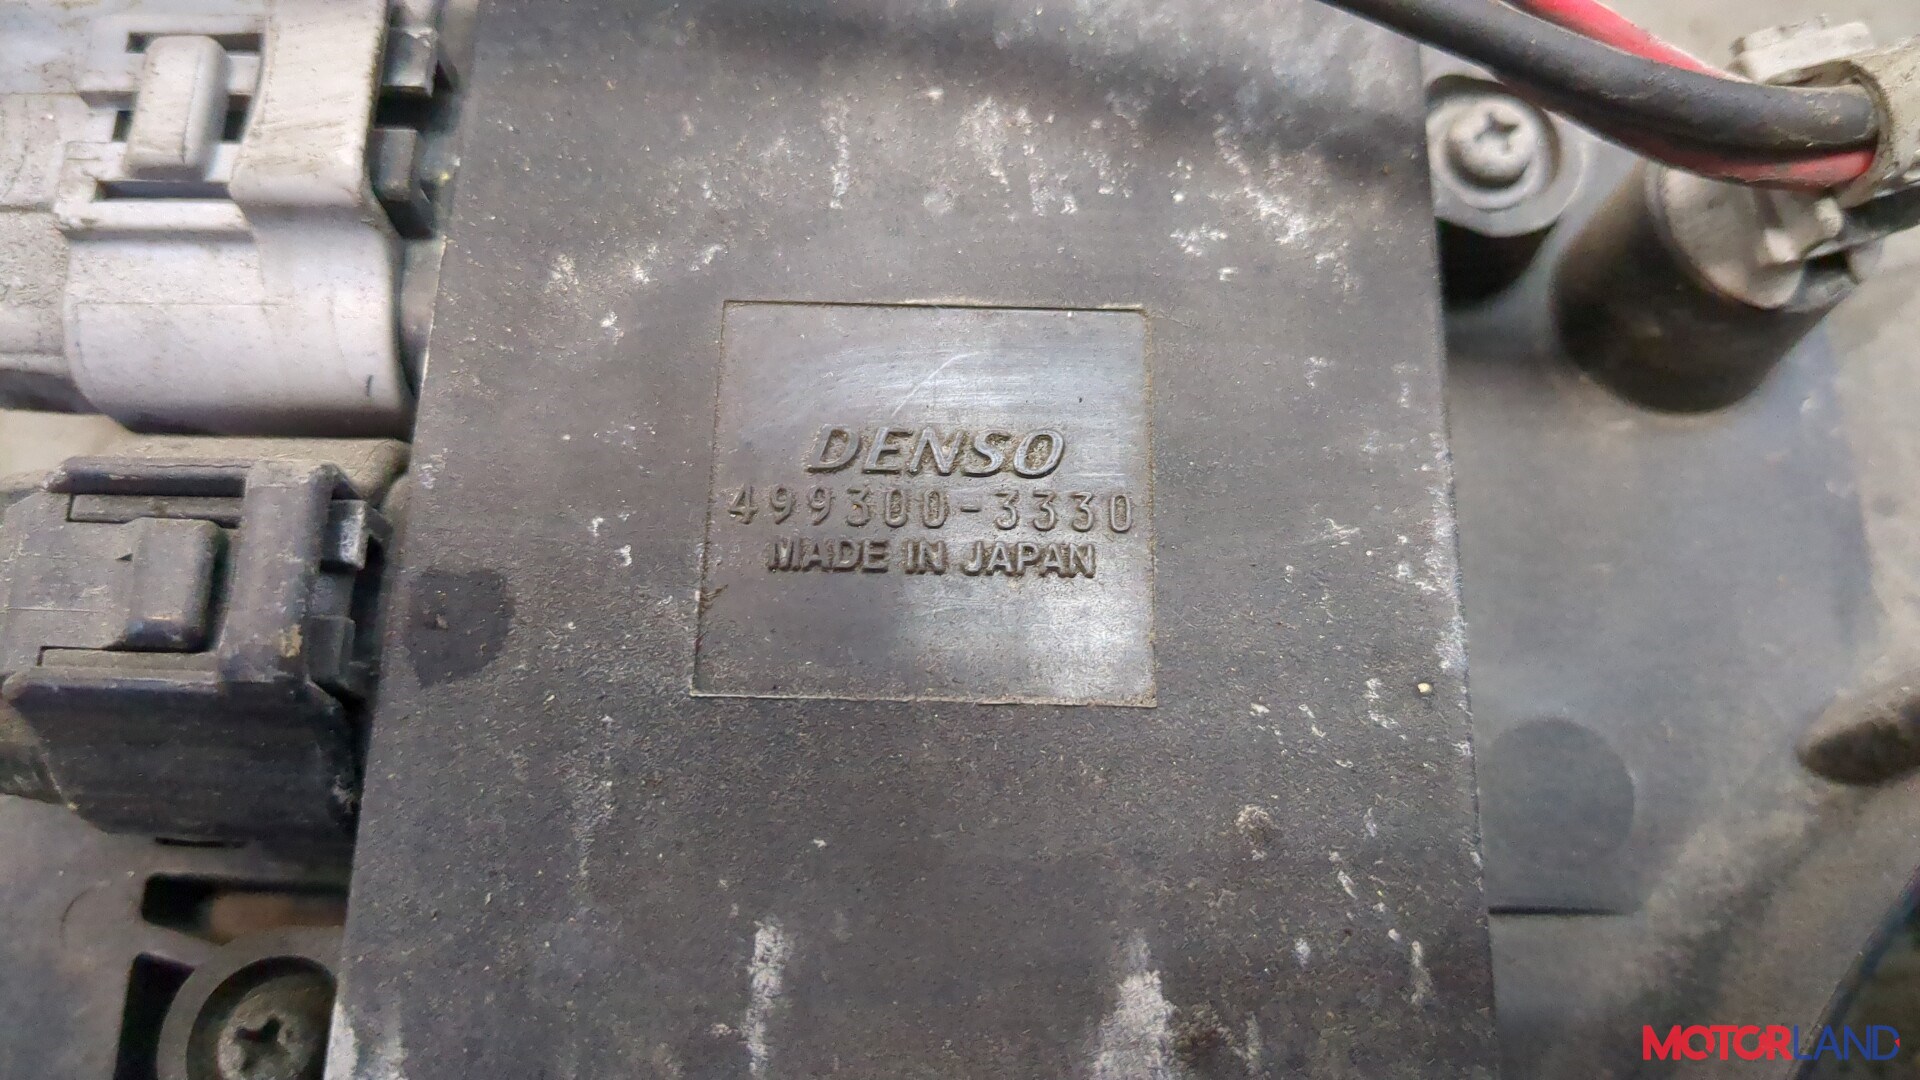 DENSO
499300-3330
MADE IN JAPAN
MOTORLAND